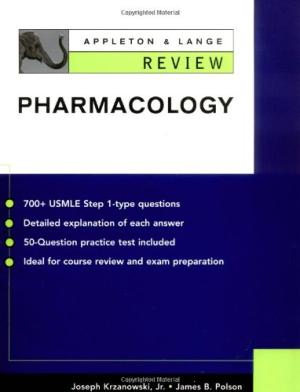 APPLETON & LANGE
REVIEW
PHARMACOLOGY
700+ USMLE Step 1-type questions
Detailed explanation of each answer
50-Question practice test included
Ideal for course review and exam preparation
Joseph Krzanowski, Jr. • James B. Polson